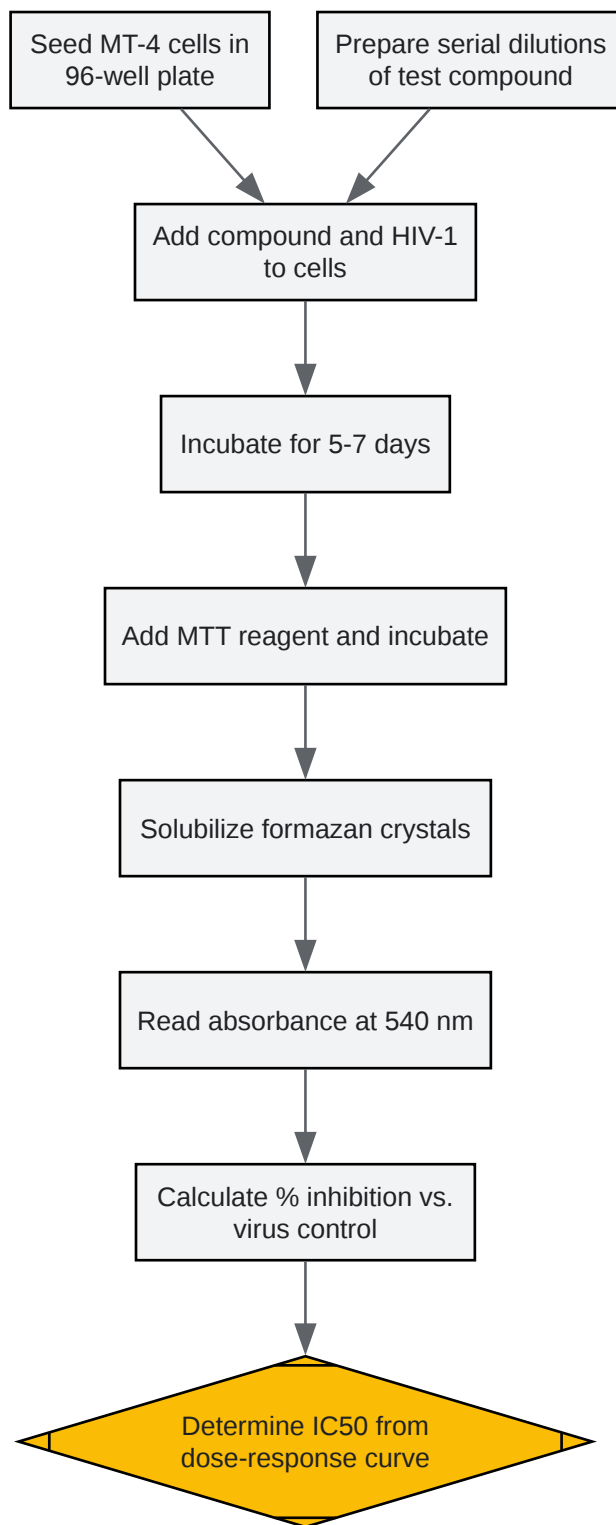 Seed MT-4 cells in
96-well plate
Prepare serial dilutions
of test compound
Add compound and HIV-1
to cells
Incubate for 5-7 days
Add MTT reagent and incubate
Solubilize formazan crystals
Read absorbance at 540 nm
Calculate % inhibition vs.
virus control
Determine IC50 from
dose-response curve